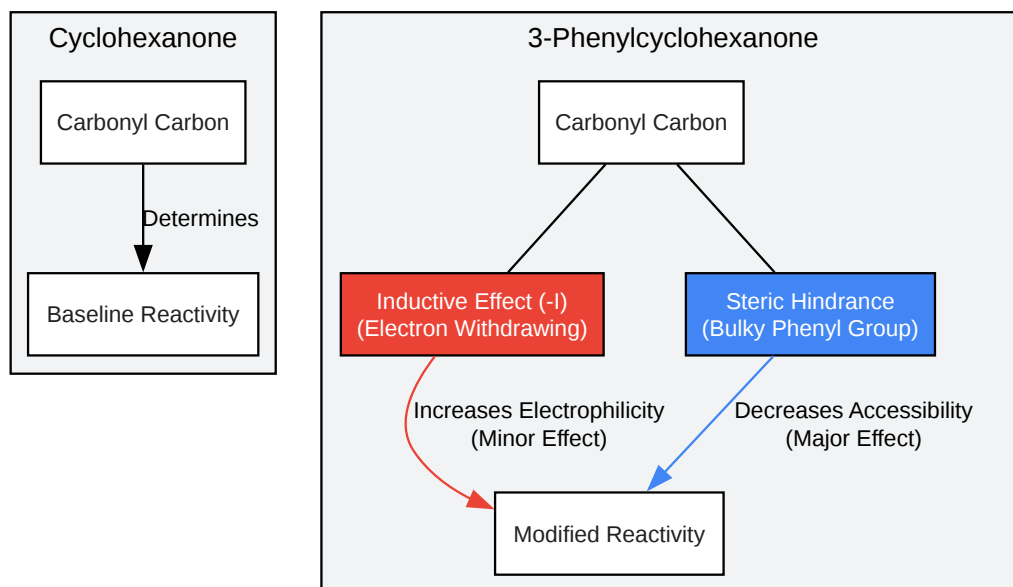 Cyclohexanone
Carbonyl Carbon
Determines
Baseline Reactivity
3-Phenylcyclohexanone
Carbonyl Carbon
Inductive Effect (-I)
(Electron Withdrawing)
Steric Hindrance
(Bulky Phenyl Group)
Increases Electrophilicity
(Minor Effect)
Decreases Accessibility
(Major Effect)
Modified Reactivity